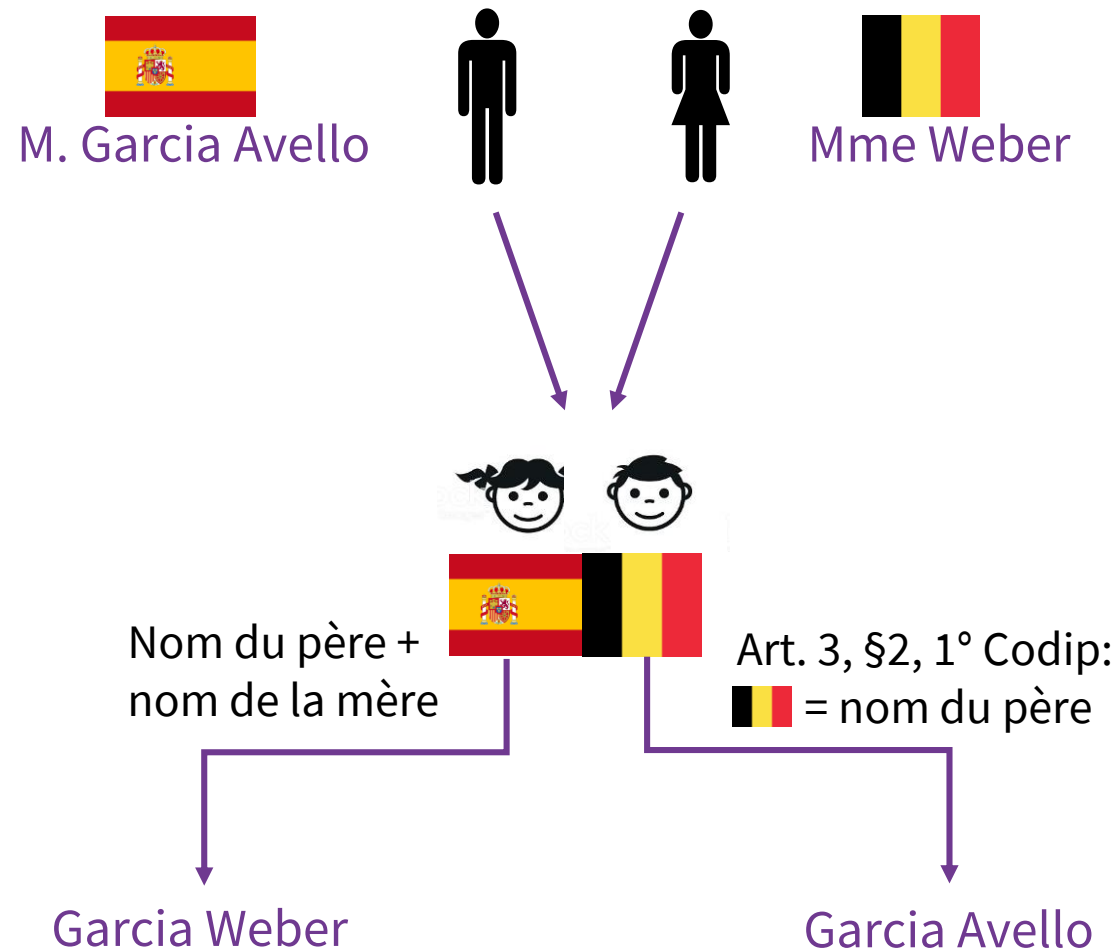 M. Garcia Avello
Mme Weber
Nom du père +
nom de la mère
Art. 3, §2, 1° Codip:
= nom du père
Garcia Weber
Garcia Avello